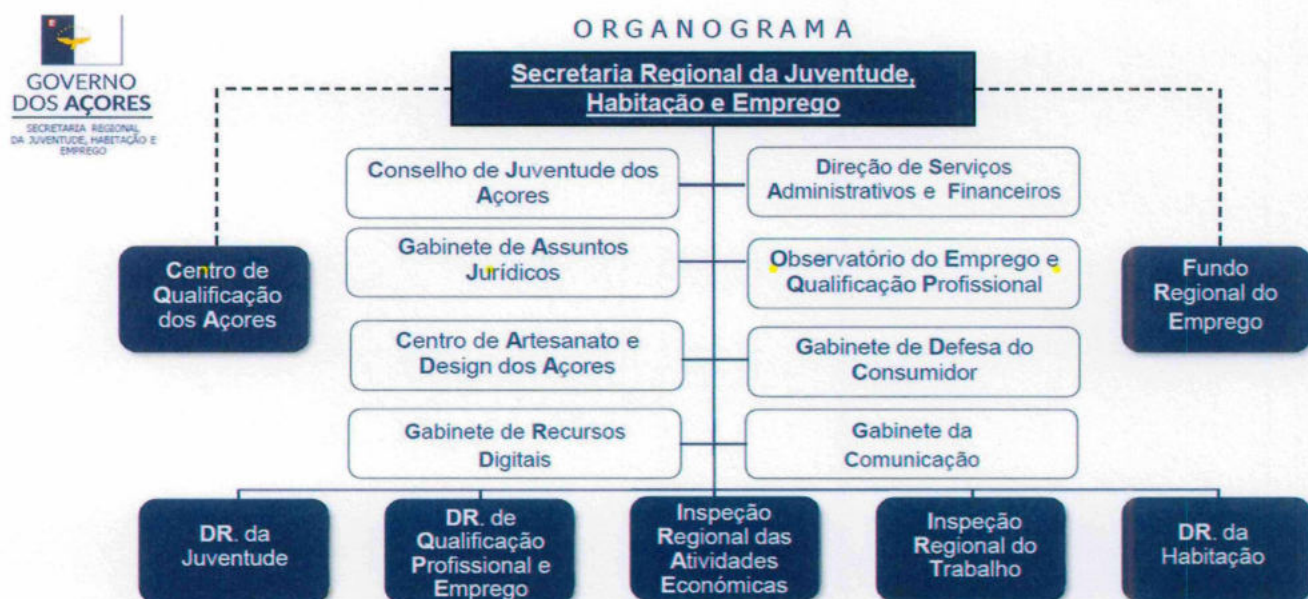 ORGANOGRAMA
GOVERNO
DOS AÇORES
SECRETARIA REGIONAL
DA JUVENTUDE, HABITAÇÃO E
EMPREGO
Secretaria Regional da Juventude,
Habitação e Emprego
Conselho de Juventude dos
Açores
Direção de Serviços
Administrativos e Financeiros
Gabinete de Assuntos
Jurídicos
Observatório do Emprego e
Qualificação Profissional
Centro de
Qualificação
dos Açores
Fundo
Regional do
Emprego
Centro de Artesanato e
Design dos Açores
Gabinete de Defesa do
Consumidor
Gabinete de Recursos
Digitais
Gabinete da
Comunicação
DR. da
Juventude
DR. de
Qualificação
Profissional e
Emprego
Inspeção
Regional das
Atividades
Económicas
Inspeção
Regional do
Trabalho
DR. da
Habitação